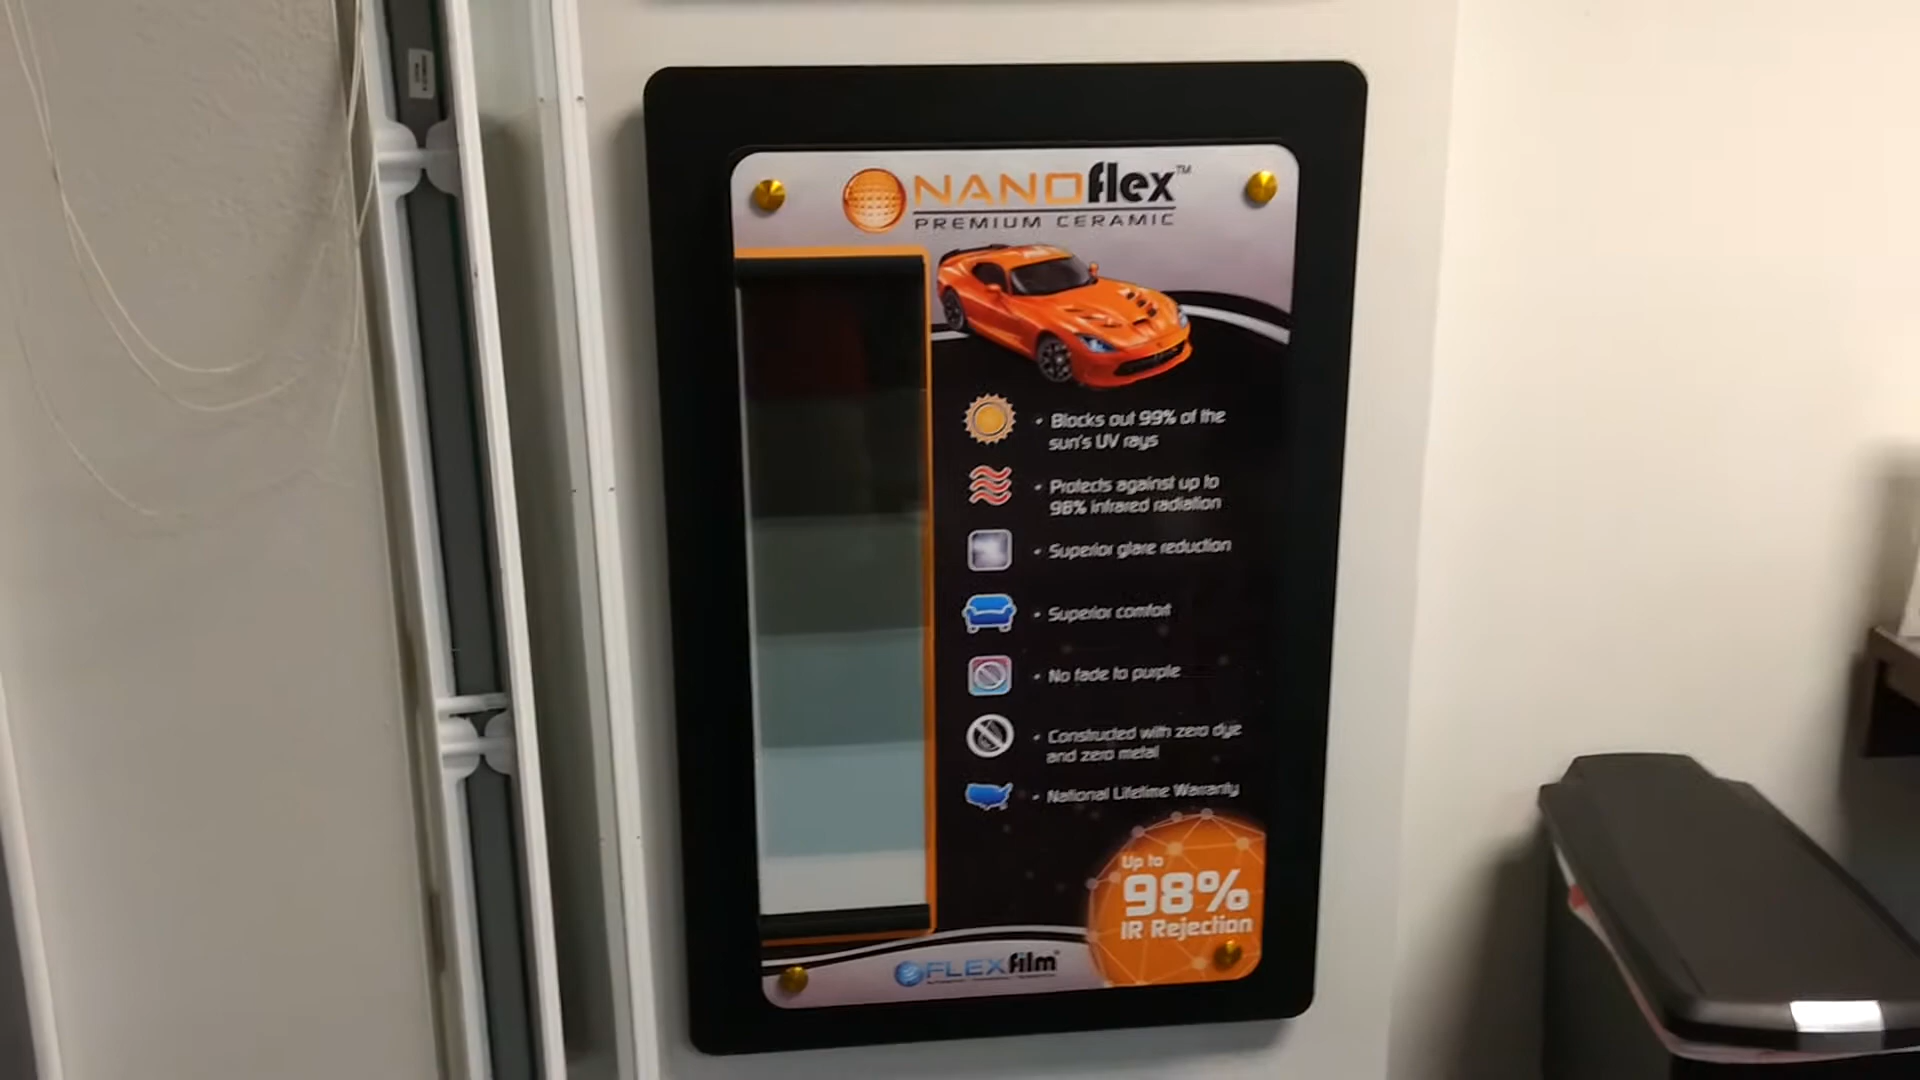 NANOflex™
PREMIUM CERAMIC
• Blocks out 99% of the
sun's UV rays
• Protects against up to
98% infrared radiation
• Superior glare reduction
• Superior comfort
• No fade to purple
• Constructed with zero dye
and zero metal
• National Lifetime Warranty
Up to
98%
IR Rejection
FLEXfilm